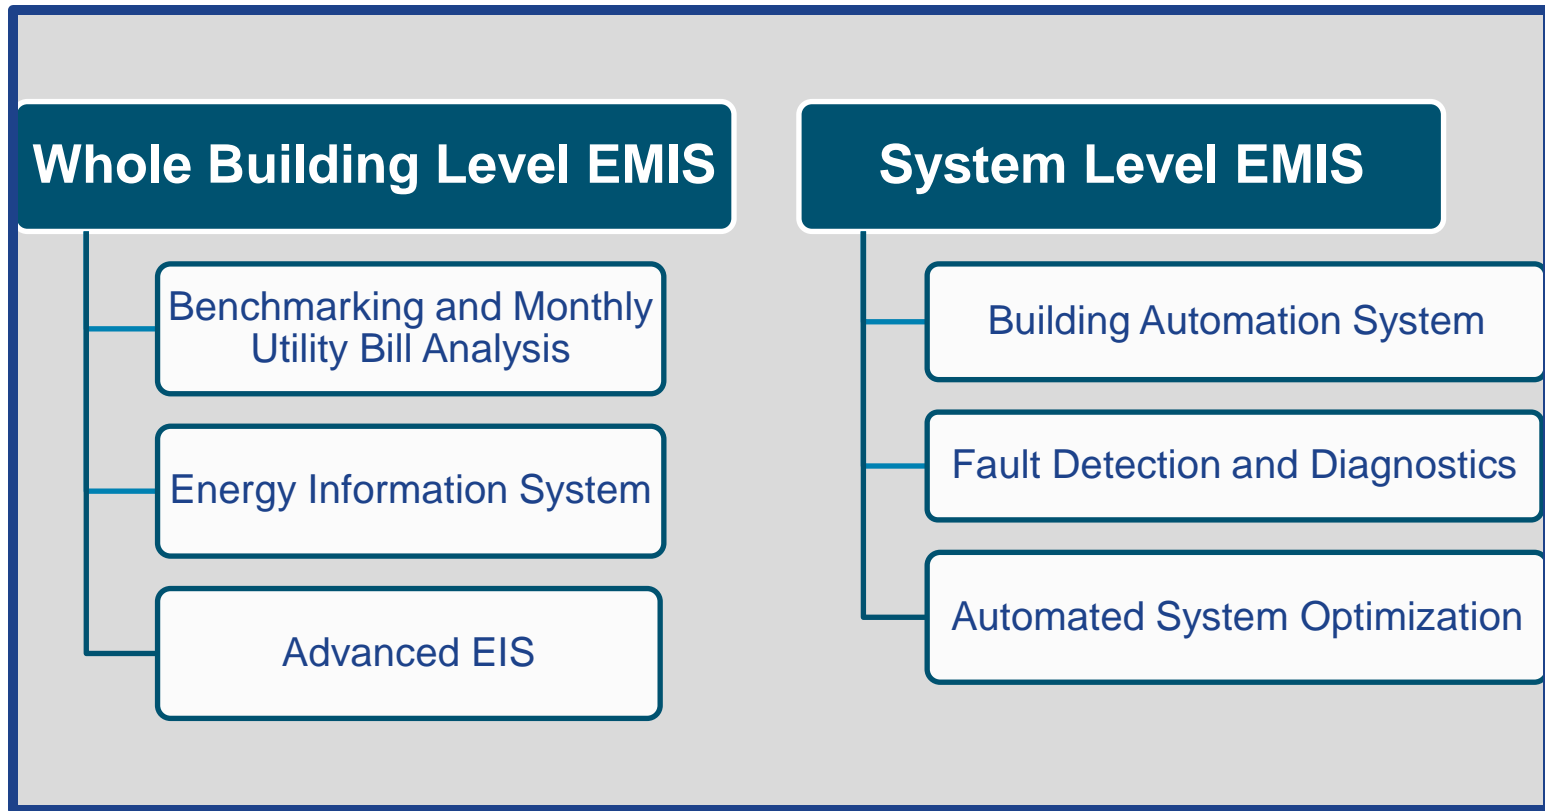 Whole Building Level EMIS
Benchmarking and Monthly
Utility Bill Analysis
Energy Information System
Advanced EIS
System Level EMIS
Building Automation System
Fault Detection and Diagnostics
Automated System Optimization